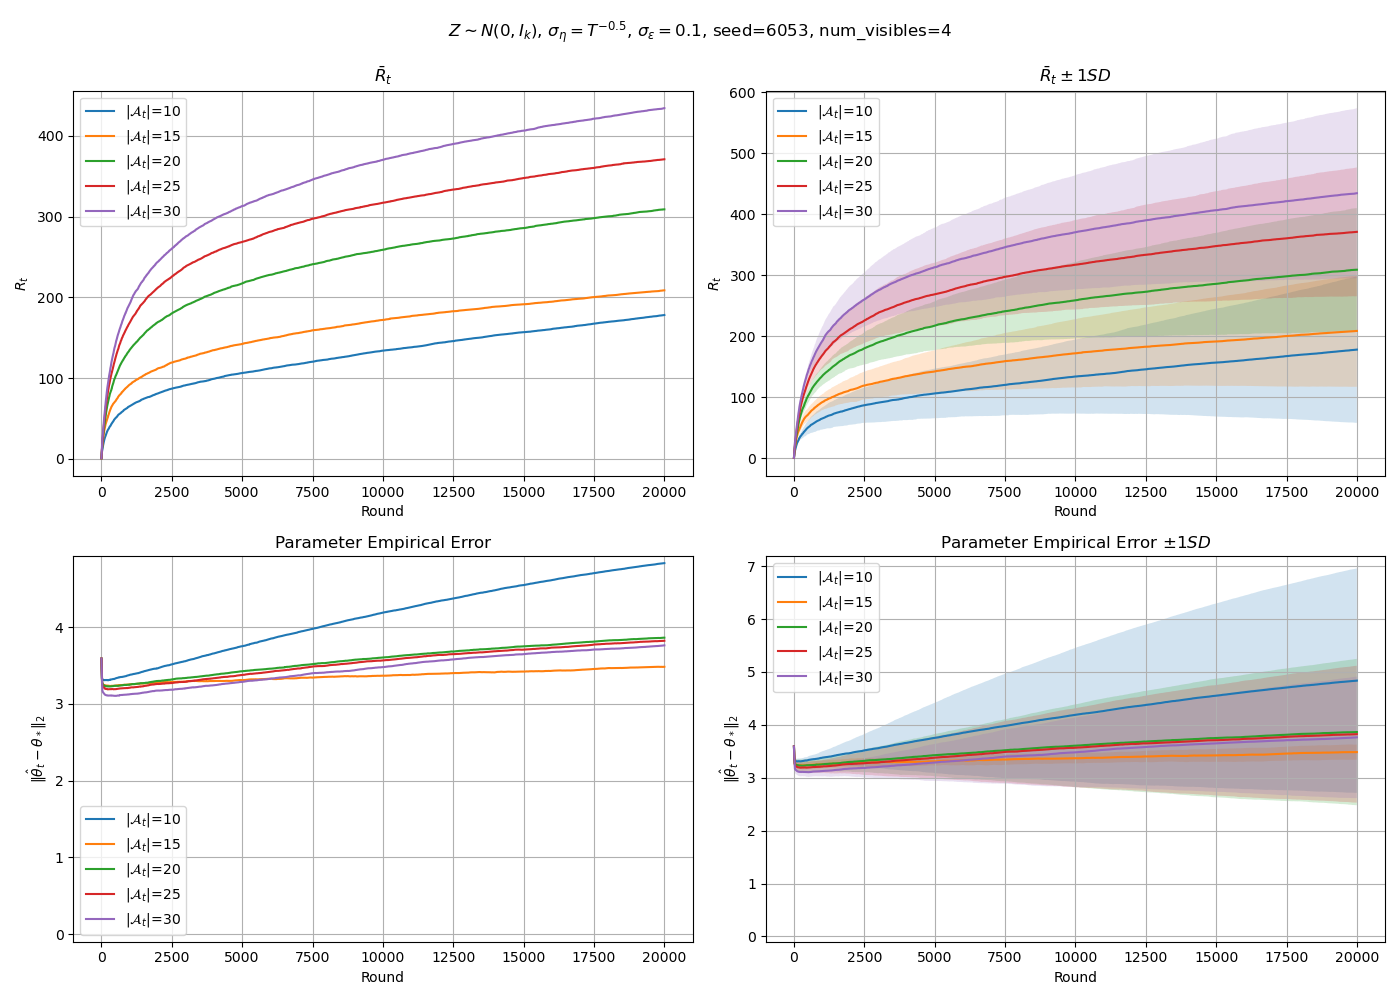 Z ∼ N(0, I_k), σ_η = T^{−0.5}, σ_ε = 0.1, seed=6053, num_visibles=4
R̄_t
R_t
400
300
200
100
0
|𝒜_t|=10
|𝒜_t|=15
|𝒜_t|=20
|𝒜_t|=25
|𝒜_t|=30
0 2500 5000 7500 10000 12500 15000 17500 20000
Round
R̄_t ± 1SD
R_t
600
500
400
300
200
100
0
|𝒜_t|=10
|𝒜_t|=15
|𝒜_t|=20
|𝒜_t|=25
|𝒜_t|=30
0 2500 5000 7500 10000 12500 15000 17500 20000
Round
Parameter Empirical Error
‖θ̂_t − θ_*‖_2
4
3
2
1
0
|𝒜_t|=10
|𝒜_t|=15
|𝒜_t|=20
|𝒜_t|=25
|𝒜_t|=30
0 2500 5000 7500 10000 12500 15000 17500 20000
Round
Parameter Empirical Error ±1SD
‖θ̂_t − θ_*‖_2
7
6
5
4
3
2
1
0
|𝒜_t|=10
|𝒜_t|=15
|𝒜_t|=20
|𝒜_t|=25
|𝒜_t|=30
0 2500 5000 7500 10000 12500 15000 17500 20000
Round